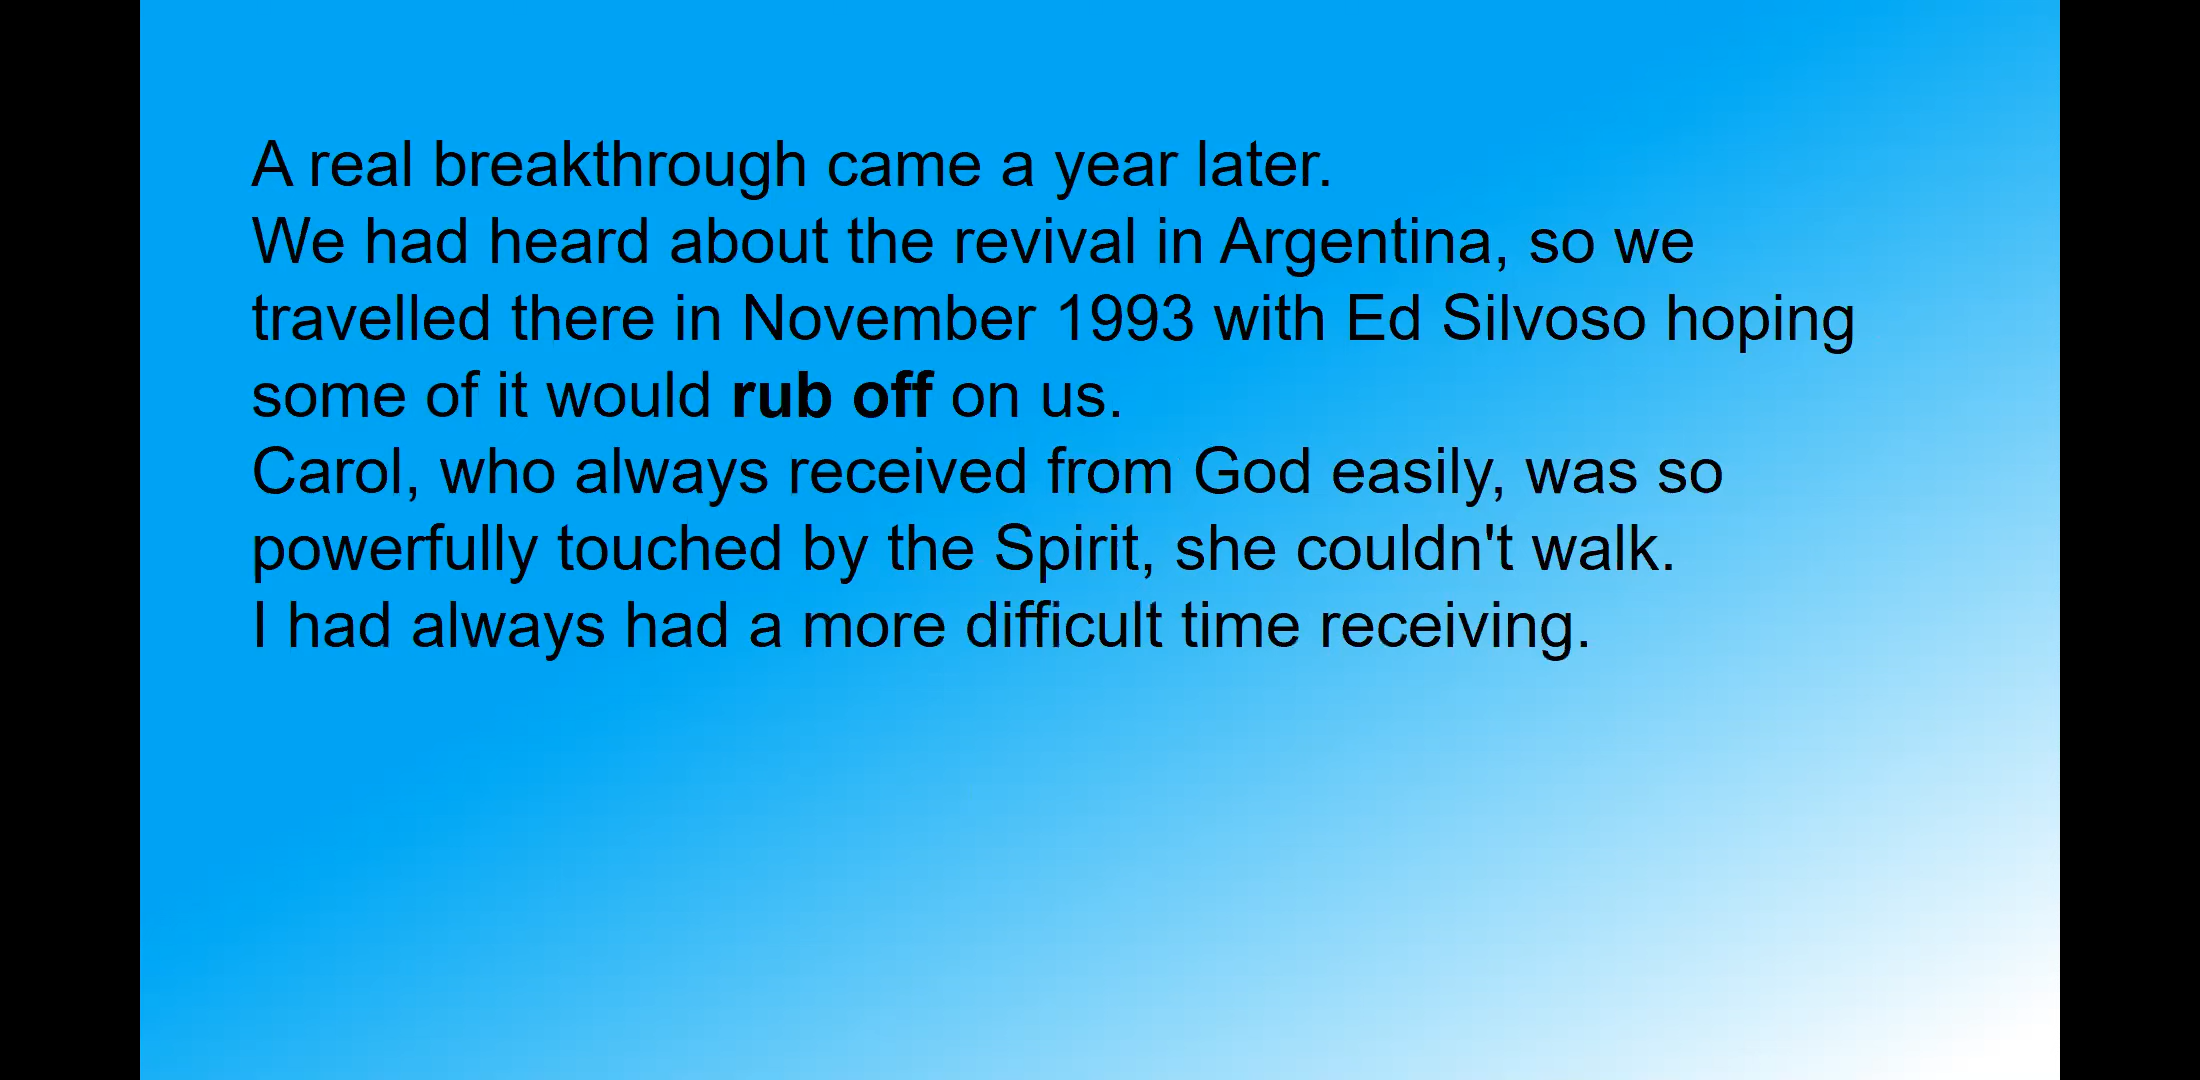 A real breakthrough came a year later.
We had heard about the revival in Argentina, so we
travelled there in November 1993 with Ed Silvoso hoping
some of it would rub off on us.
Carol, who always received from God easily, was so
powerfully touched by the Spirit, she couldn't walk.
I had always had a more difficult time receiving.